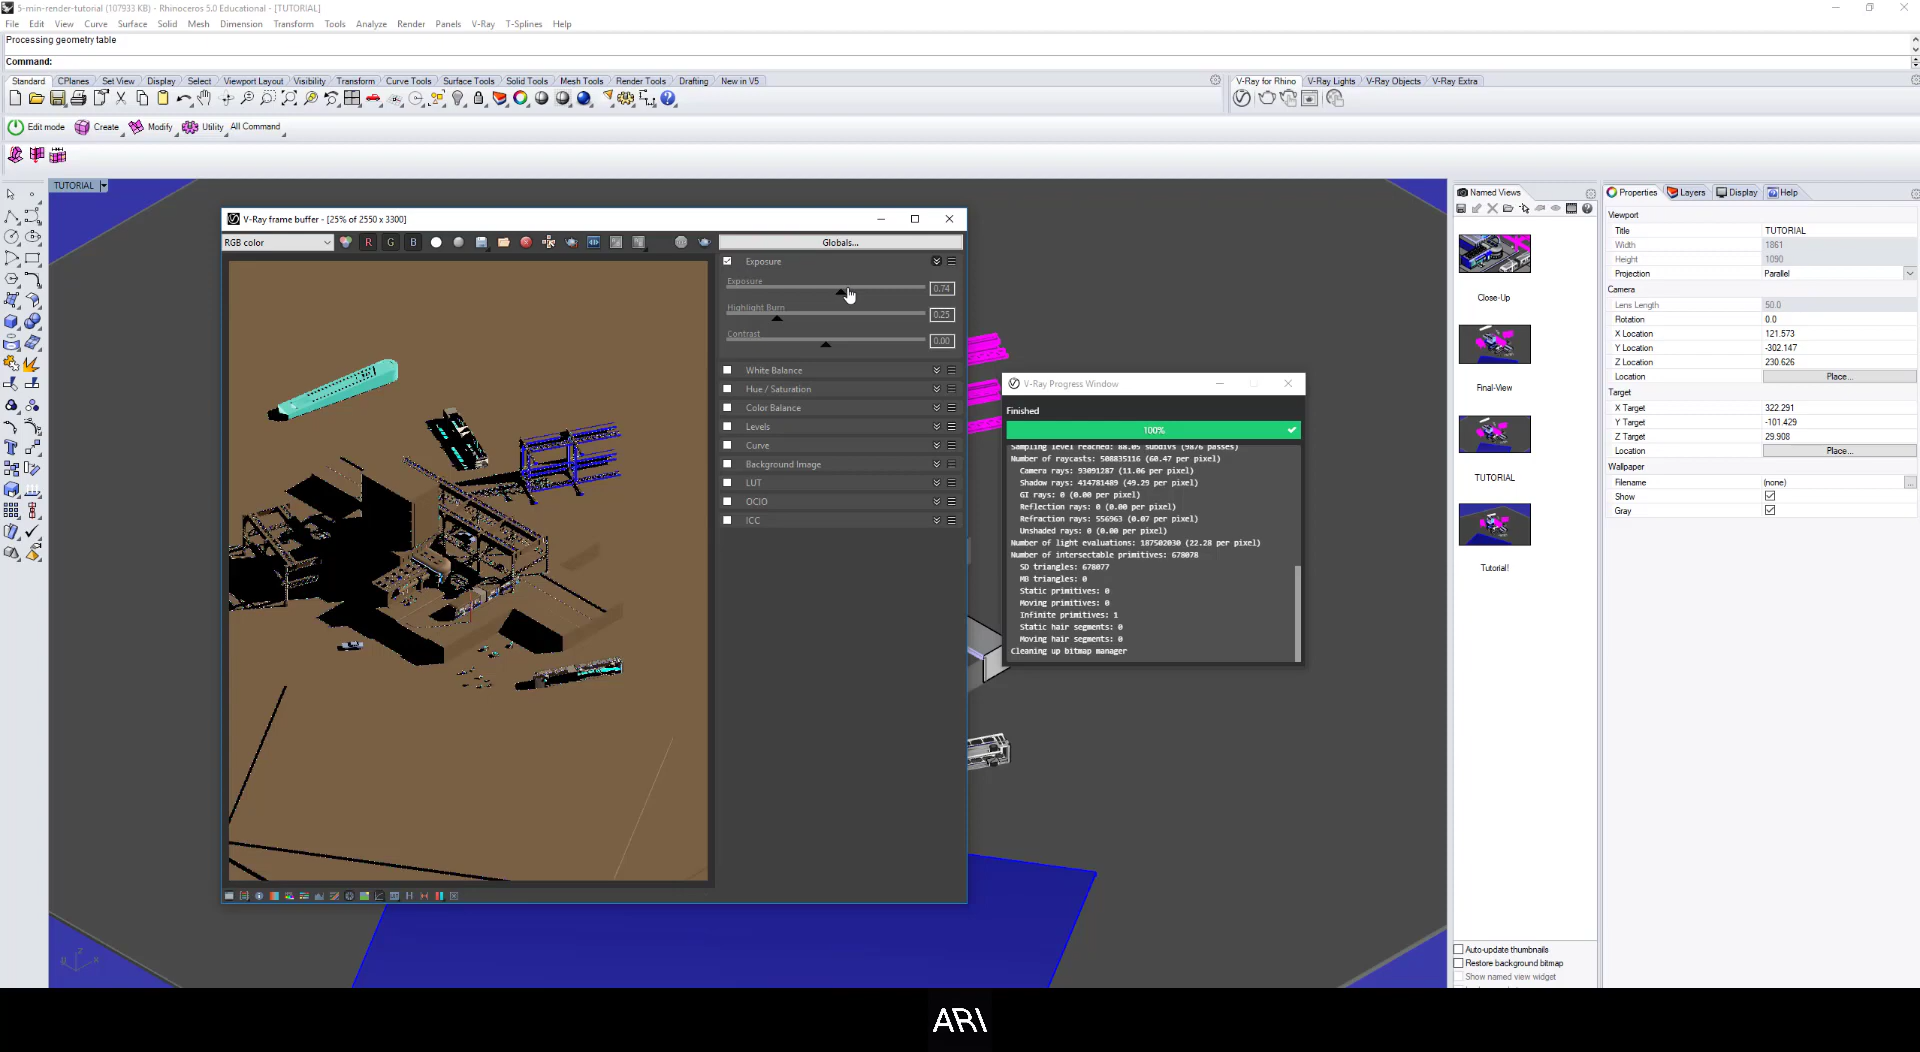 5-min-render-tutorial (107933 KB) - Rhinoceros 5.0 Educational - [TUTORIAL]
File Edit View Curve Surface Solid Mesh Dimension Transform Tools Analyze Render Panels V-Ray T-Splines Help
Processing geometry table
Command:
Standard CPlanes Set View Display Select Viewport Layout Visibility Transform Curve Tools Surface Tools Solid Tools Mesh Tools Render Tools Drafting New in V5
V-Ray for Rhino V-Ray Lights V-Ray Objects V-Ray Extra
Edit mode Create Modify Utility All Command
TUTORIAL
V-Ray frame buffer - [25% of 2550 x 3300]
RGB color
R G B
Globals...
Exposure
Exposure
0.74
Highlight Burn
0.25
Contrast
0.00
White Balance
Hue / Saturation
Color Balance
Levels
Curve
Background Image
LUT
OCIO
ICC
V-Ray Progress Window
Finished
100%
Sampling level reached: 88.05 subdivs (9876 passes)
Number of raycasts: 508835116 (60.47 per pixel)
Camera rays: 93091287 (11.06 per pixel)
Shadow rays: 414781489 (49.29 per pixel)
GI rays: 0 (0.00 per pixel)
Reflection rays: 0 (0.00 per pixel)
Refraction rays: 556963 (0.07 per pixel)
Unshaded rays: 0 (0.00 per pixel)
Number of light evaluations: 187502030 (22.28 per pixel)
Number of intersectable primitives: 678078
SD triangles: 678077
MB triangles: 0
Static primitives: 0
Moving primitives: 0
Infinite primitives: 1
Static hair segments: 0
Moving hair segments: 0
Cleaning up bitmap manager
Named Views
Close-Up
Final-View
TUTORIAL
Tutorial!
Auto-update thumbnails
Restore background bitmap
Show named view widget
Properties Layers Display Help
Viewport
Title TUTORIAL
Width 1861
Height 1090
Projection Parallel
Camera
Lens Length 50.0
Rotation 0.0
X Location 121.573
Y Location -302.147
Z Location 230.626
Location Place...
Target
X Target 322.291
Y Target -101.429
Z Target 29.908
Location Place...
Wallpaper
Filename (none) ...
Show
Gray
ARI